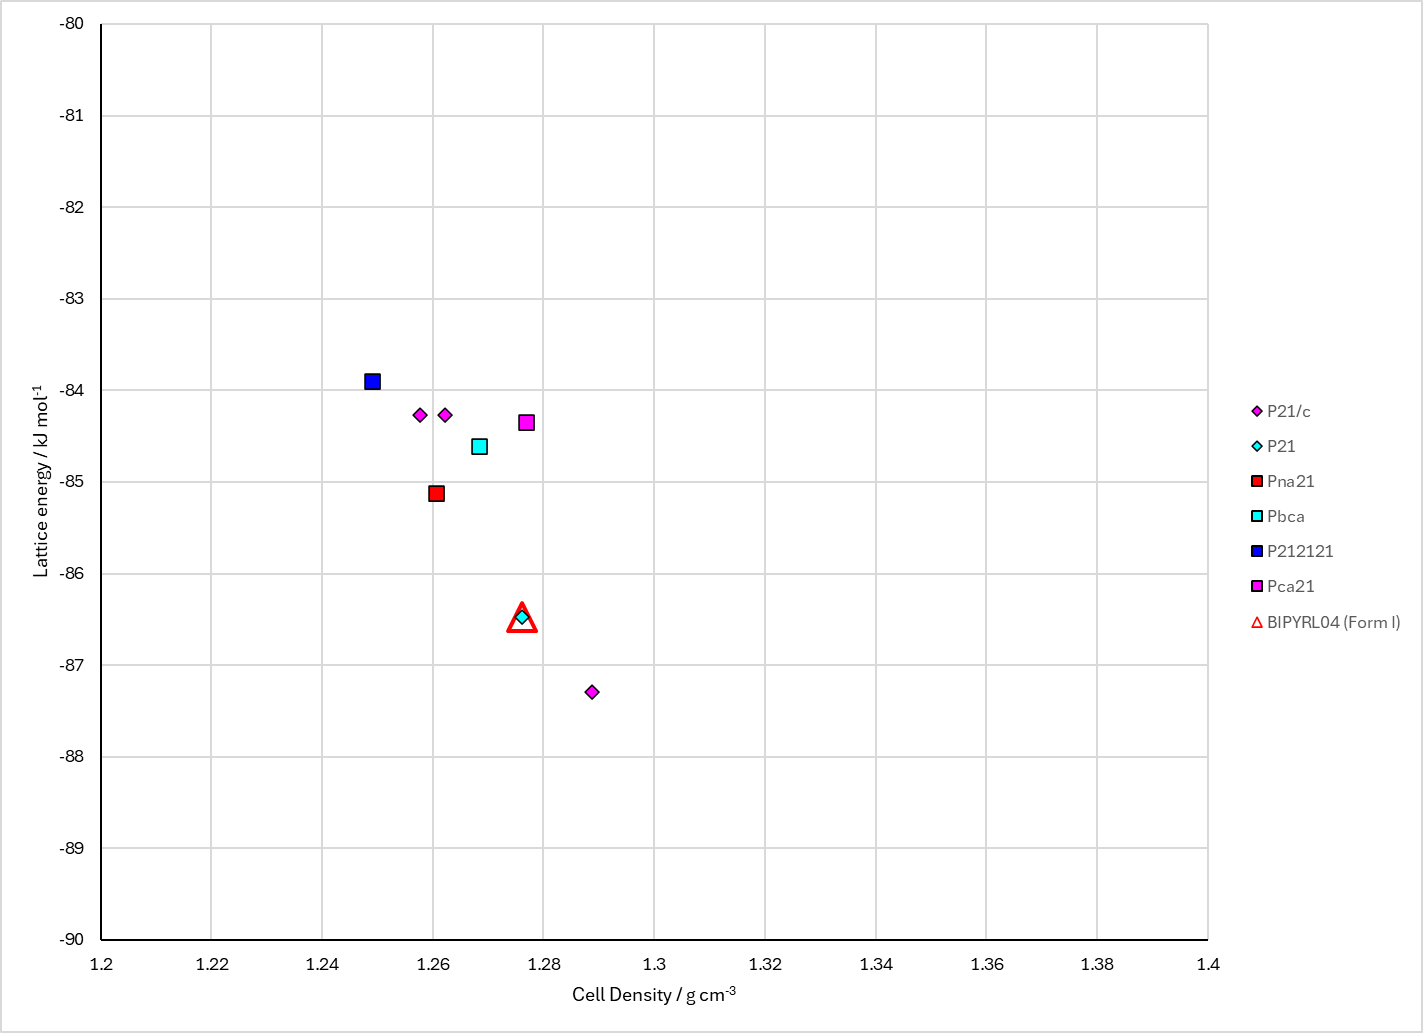 -80
-81
-82
-83
-84
-85
-86
-87
-88
-89
-90
Lattice energy / kJ mol-1
1.2 1.22 1.24 1.26 1.28 1.3 1.32 1.34 1.36 1.38 1.4
Cell Density / g cm-3
P21/c
P21
Pna21
Pbca
P212121
Pca21
BIPYRL04 (Form I)